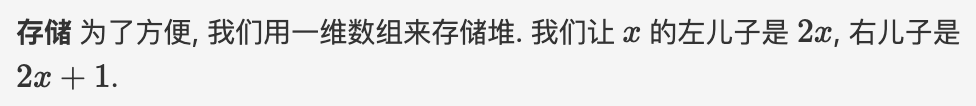 存储 为了方便, 我们用一维数组来存储堆. 我们让 x 的左儿子是 2x, 右儿子是
2x + 1.